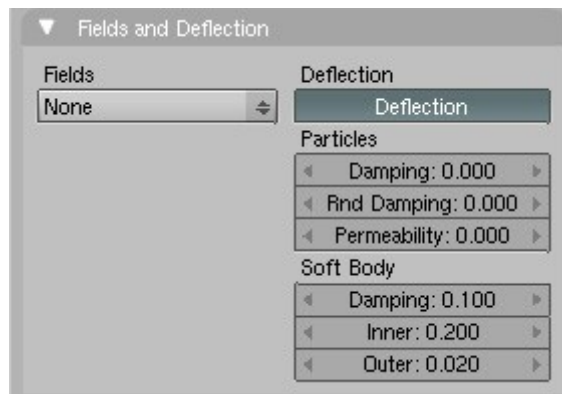 Fields and Deflection
Fields
None
Deflection
Deflection
Particles
Damping: 0.000
Rnd Damping: 0.000
Permeability: 0.000
Soft Body
Damping: 0.100
Inner: 0.200
Outer: 0.020